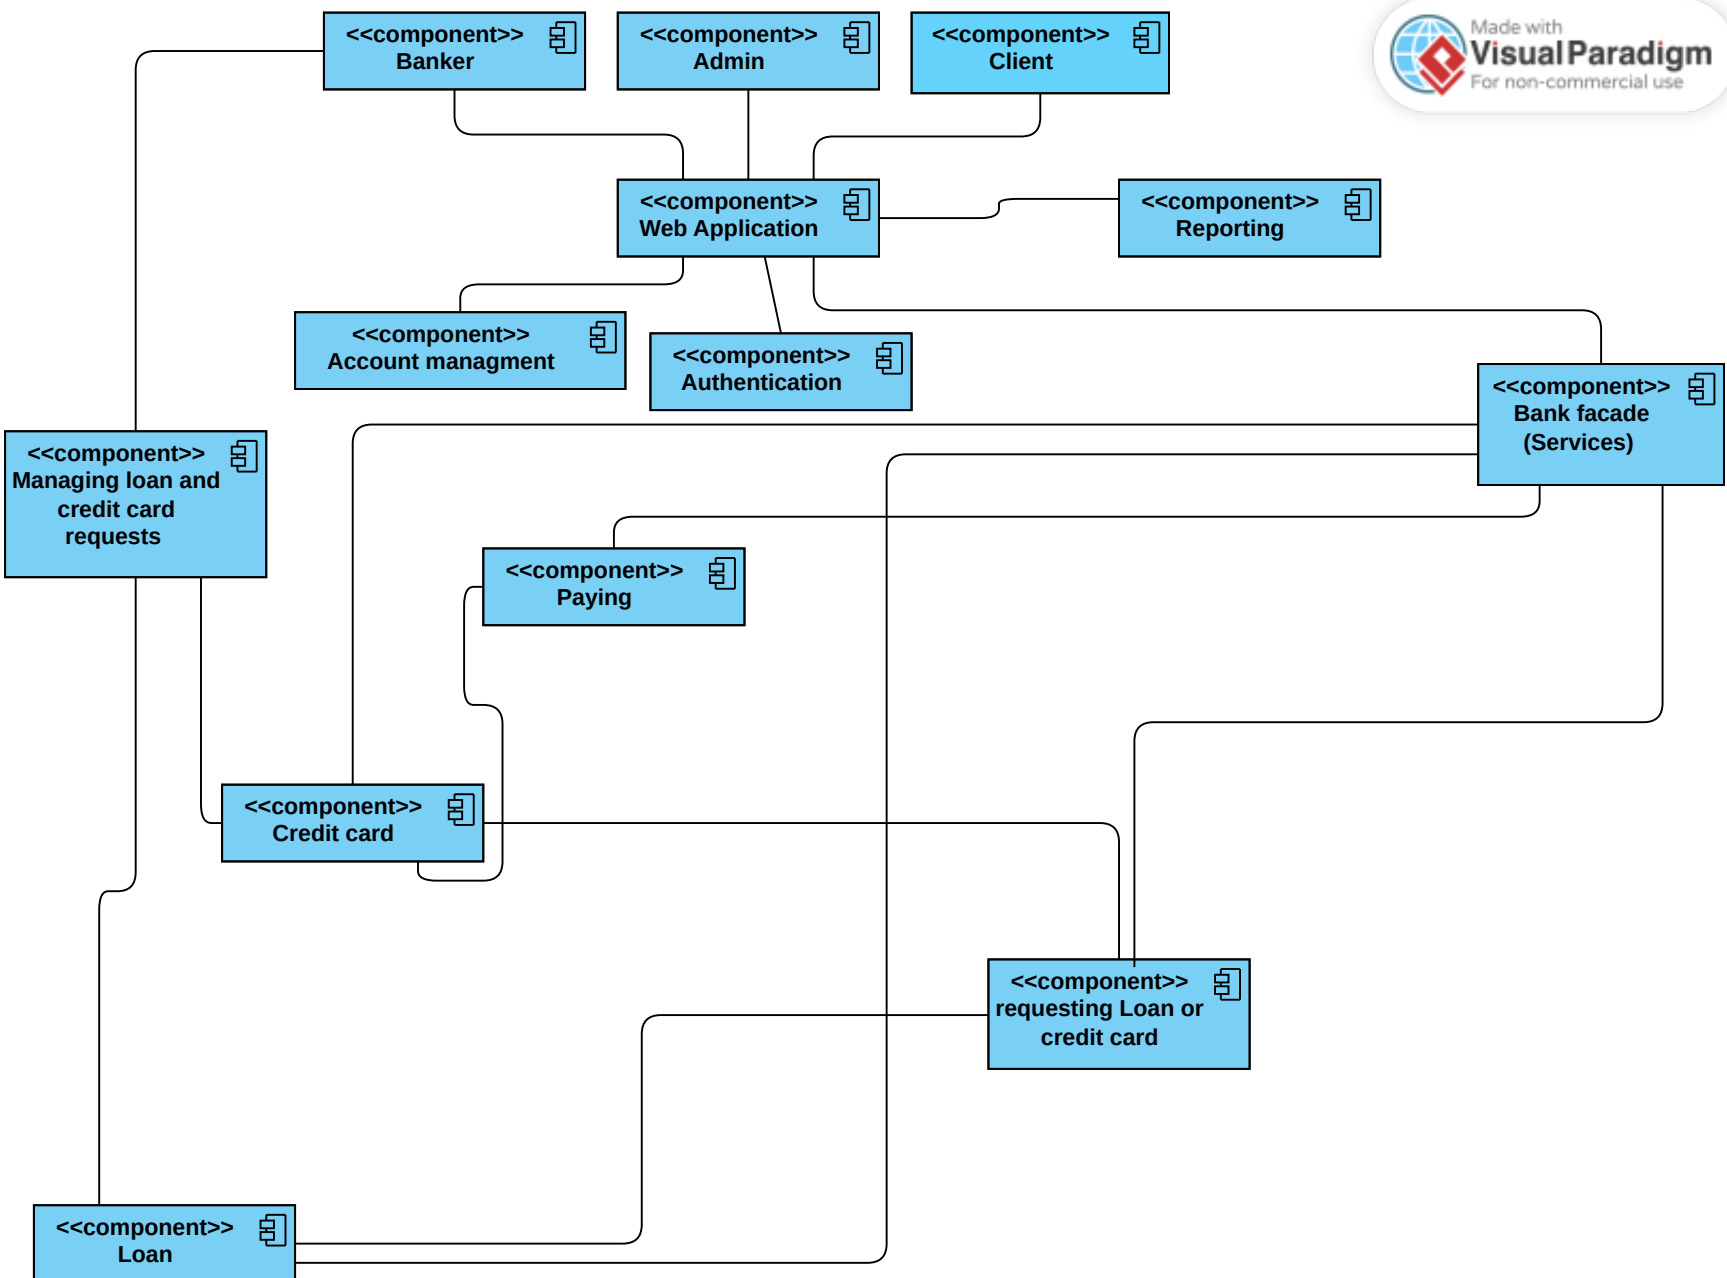 <<component>>
Banker
<<component>>
Admin
<<component>>
Client
Made with
Visual Paradigm
For non-commercial use
<<component>>
Web Application
<<component>>
Reporting
<<component>>
Account managment
<<component>>
Authentication
<<component>>
Bank facade
(Services)
<<component>>
Managing loan and
credit card
requests
<<component>>
Paying
<<component>>
Credit card
<<component>>
requesting Loan or
credit card
<<component>>
Loan